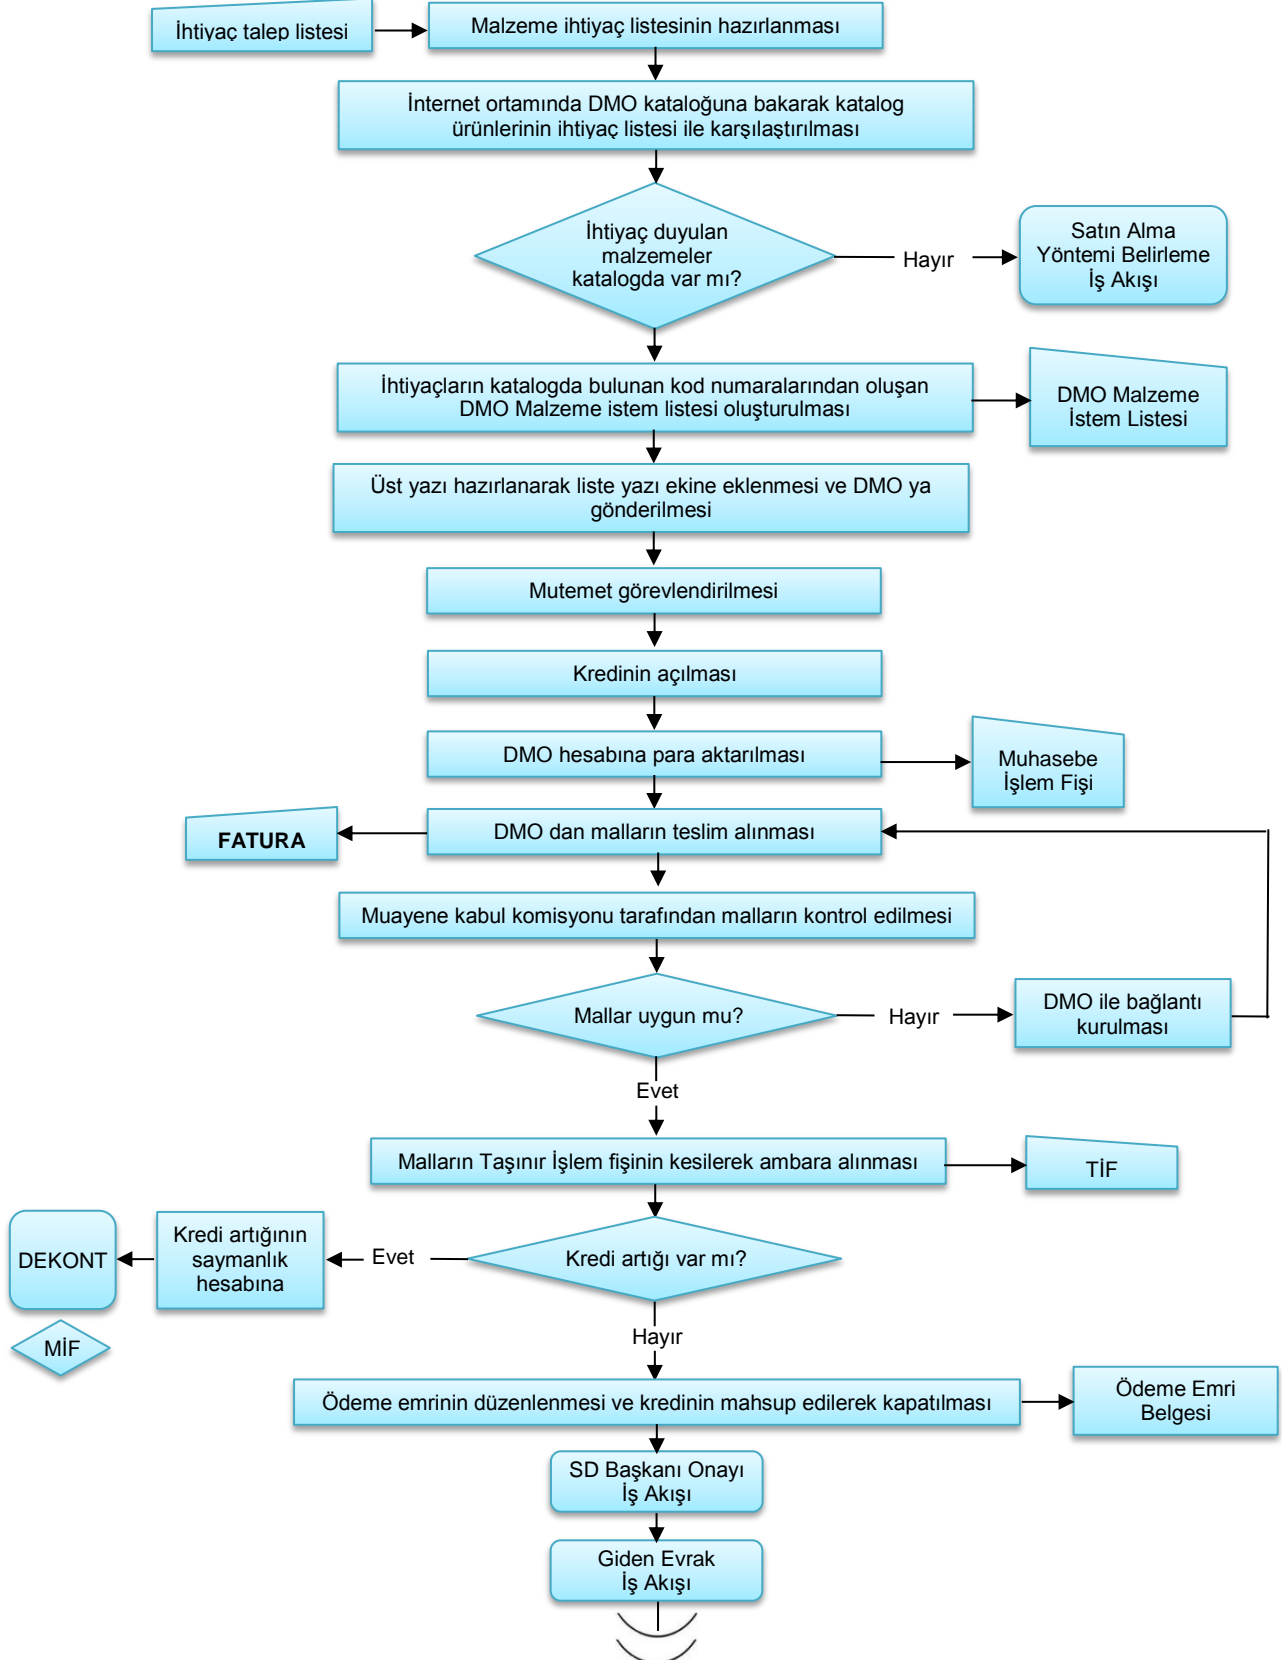 İhtiyaç talep listesi
Malzeme ihtiyaç listesinin hazırlanması
İnternet ortamında DMO kataloğuna bakarak katalog
ürünlerinin ihtiyaç listesi ile karşılaştırılması
İhtiyaç duyulan
malzemeler
katalogda var mı?
Hayır
Satın Alma
Yöntemi Belirleme
İş Akışı
İhtiyaçların katalogda bulunan kod numaralarından oluşan
DMO Malzeme istem listesi oluşturulması
DMO Malzeme
İstem Listesi
Üst yazı hazırlanarak liste yazı ekine eklenmesi ve DMO ya
gönderilmesi
Mutemet görevlendirilmesi
Kredinin açılması
DMO hesabına para aktarılması
Muhasebe
İşlem Fişi
FATURA
DMO dan malların teslim alınması
Muayene kabul komisyonu tarafından malların kontrol edilmesi
Mallar uygun mu?
Hayır
DMO ile bağlantı
kurulması
Evet
Malların Taşınır İşlem fişinin kesilerek ambara alınması
TİF
DEKONT
Kredi artığının
saymanlık
hesabına
Evet
Kredi artığı var mı?
MİF
Hayır
Ödeme emrinin düzenlenmesi ve kredinin mahsup edilerek kapatılması
Ödeme Emri
Belgesi
SD Başkanı Onayı
İş Akışı
Giden Evrak
İş Akışı